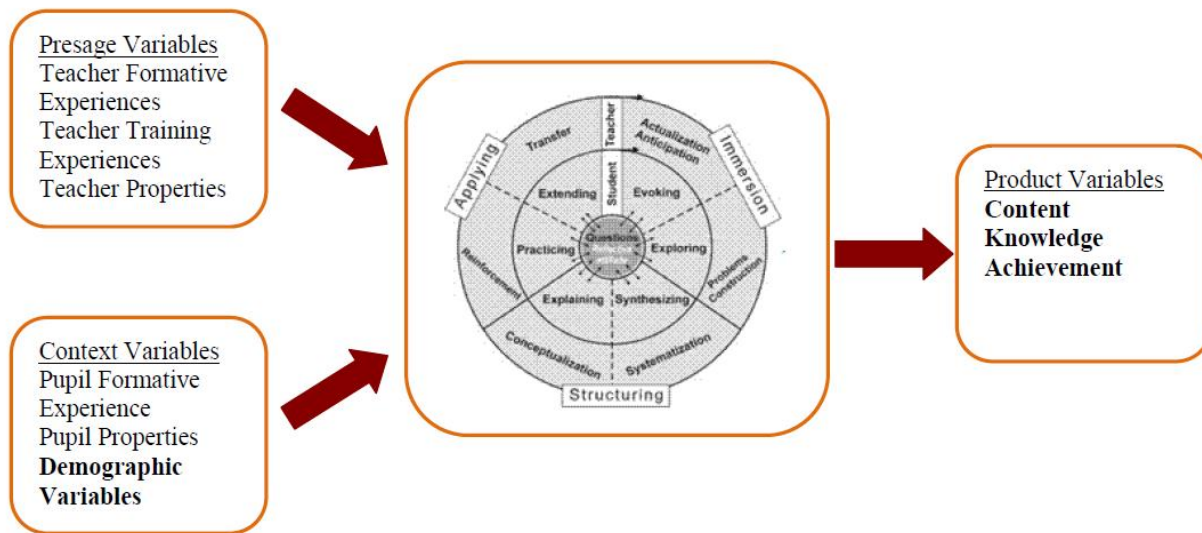 Presage Variables
Teacher Formative
Experiences
Teacher Training
Experiences
Teacher Properties
Context Variables
Pupil Formative
Experience
Pupil Properties
Demographic
Variables
Applying
Immersion
Structuring
Teacher
Student
Transfer
Actualization
Anticipation
Extending
Evoking
Practicing
Questions
Exploring
Reinforcement
Problems
Construction
Explaining
Synthesizing
Conceptualization
Systematization
Product Variables
Content
Knowledge
Achievement